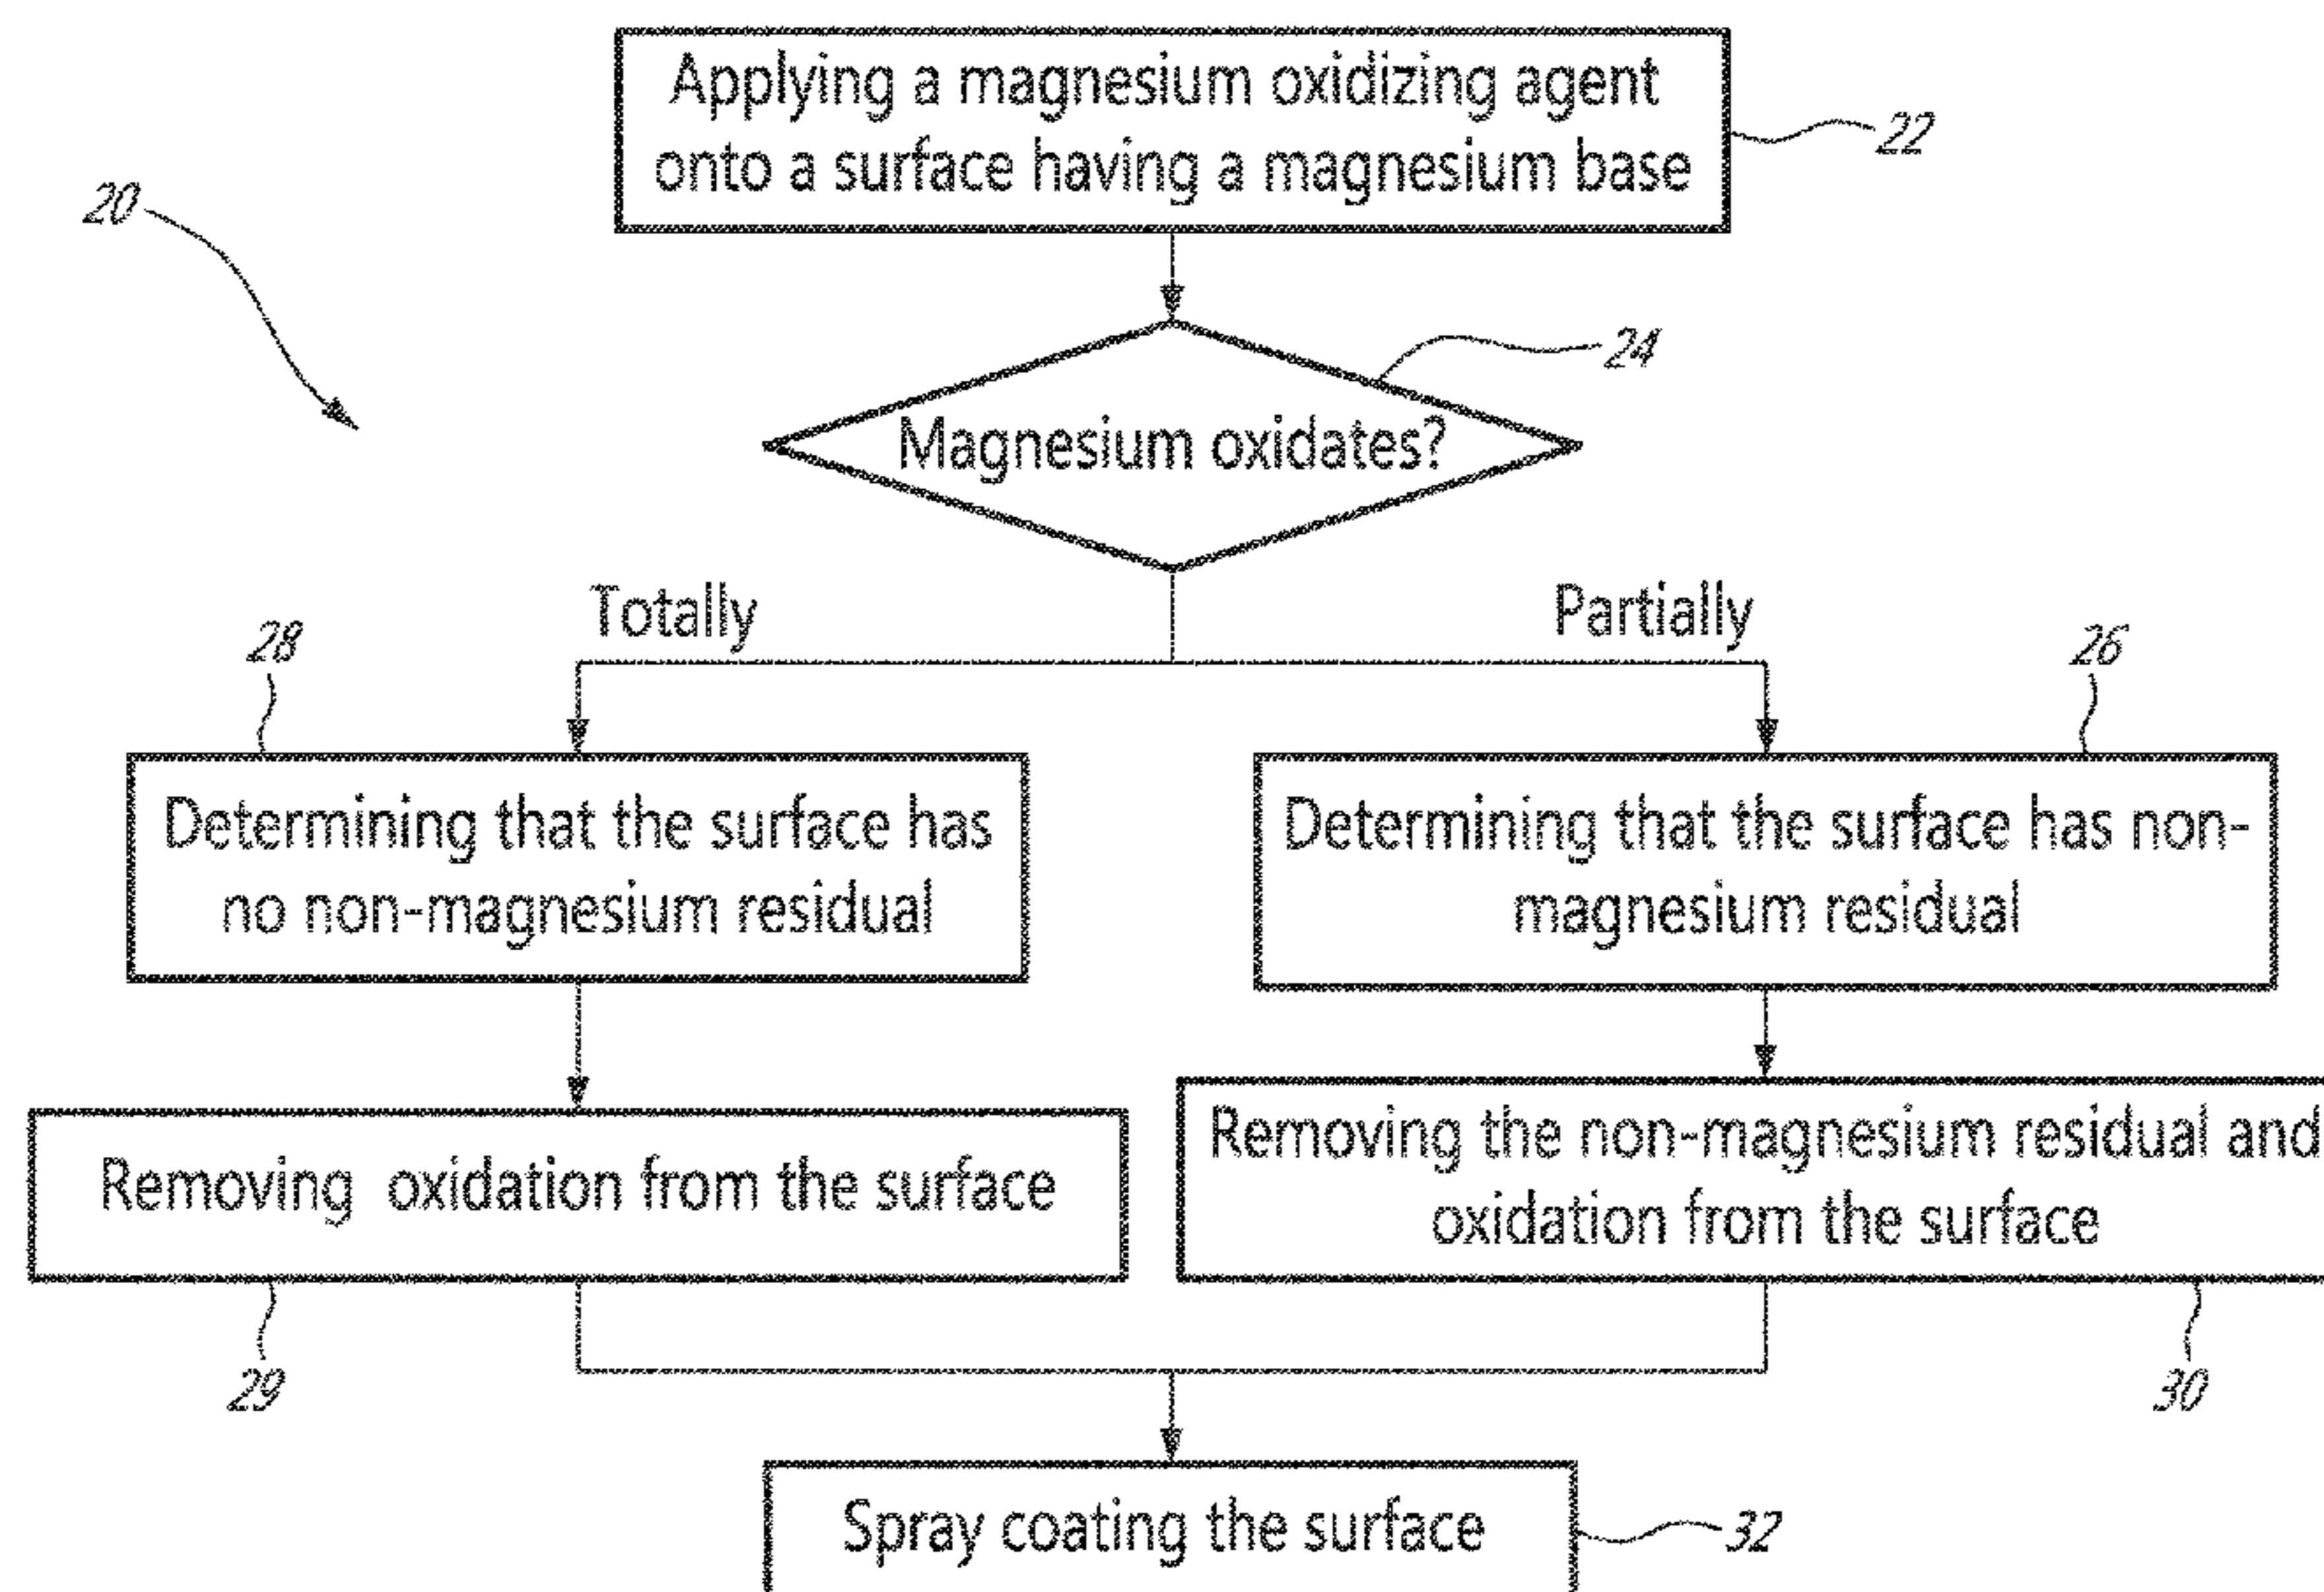 Applying a magnesium oxidizing agent
onto a surface having a magnesium base
22
20
24
Magnesium oxidates?
Totally
Partially
28
26
Determining that the surface has
no non-magnesium residual
Determining that the surface has non-
magnesium residual
Removing oxidation from the surface
Removing the non-magnesium residual and
oxidation from the surface
29
30
Spray coating the surface
32